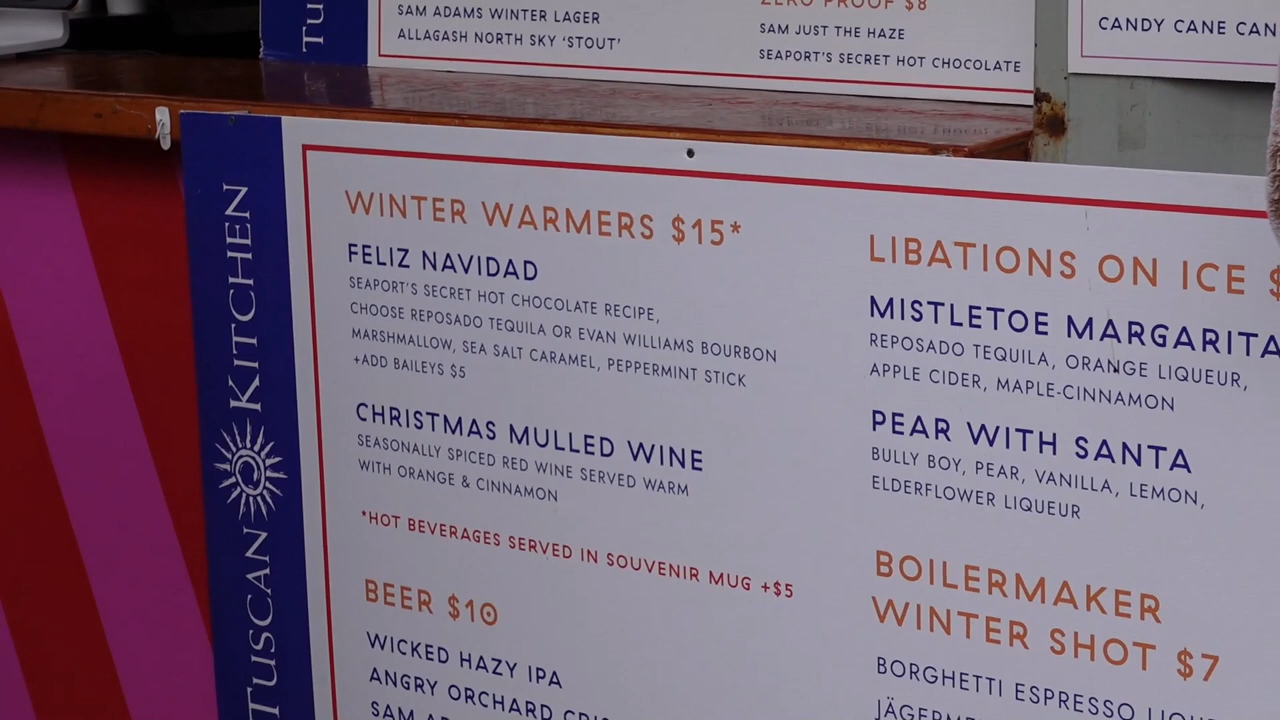 SAM ADAMS WINTER LAGER
ALLAGASH NORTH SKY 'STOUT'
ZERO PROOF $8
SAM JUST THE HAZE
SEAPORT'S SECRET HOT CHOCOLATE
CANDY CANE CAN
TUSCAN KITCHEN
WINTER WARMERS $15*
FELIZ NAVIDAD
SEAPORT'S SECRET HOT CHOCOLATE RECIPE,
CHOOSE REPOSADO TEQUILA OR EVAN WILLIAMS BOURBON
MARSHMALLOW, SEA SALT CARAMEL, PEPPERMINT STICK
+ADD BAILEYS $5
CHRISTMAS MULLED WINE
SEASONALLY SPICED RED WINE SERVED WARM
WITH ORANGE & CINNAMON
*HOT BEVERAGES SERVED IN SOUVENIR MUG +$5
BEER $10
WICKED HAZY IPA
ANGRY ORCHARD
SAM
LIBATIONS ON ICE
MISTLETOE MARGARITA
REPOSADO TEQUILA, ORANGE LIQUEUR,
APPLE CIDER, MAPLE-CINNAMON
PEAR WITH SANTA
BULLY BOY, PEAR, VANILLA, LEMON,
ELDERFLOWER LIQUEUR
BOILERMAKER
WINTER SHOT $7
BORGHETTI ESPRESSO